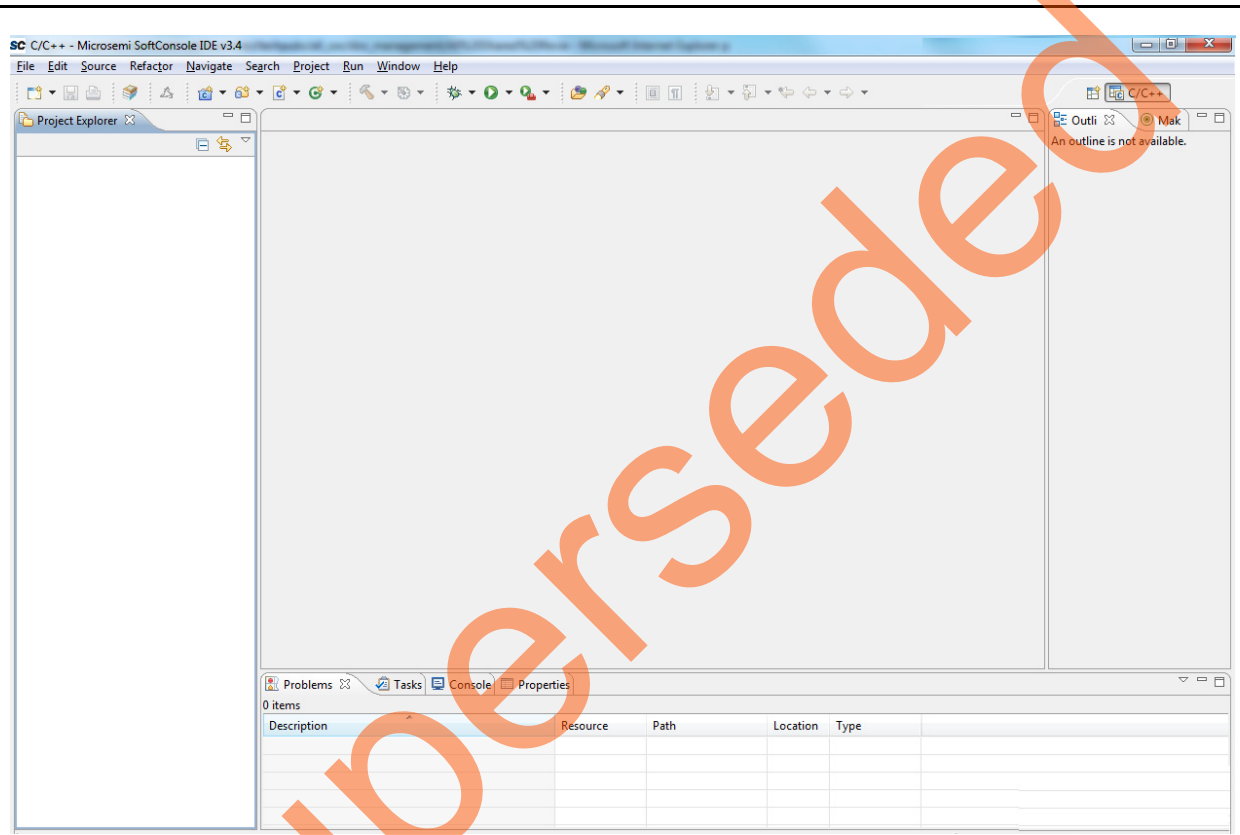 SC C/C++ - Microsemi SoftConsole IDE v3.4
File Edit Source Refactor Navigate Search Project Run Window Help
C/C++
Project Explorer
Outli Mak
An outline is not available.
Problems Tasks Console Properties
0 items
Description Resource Path Location Type